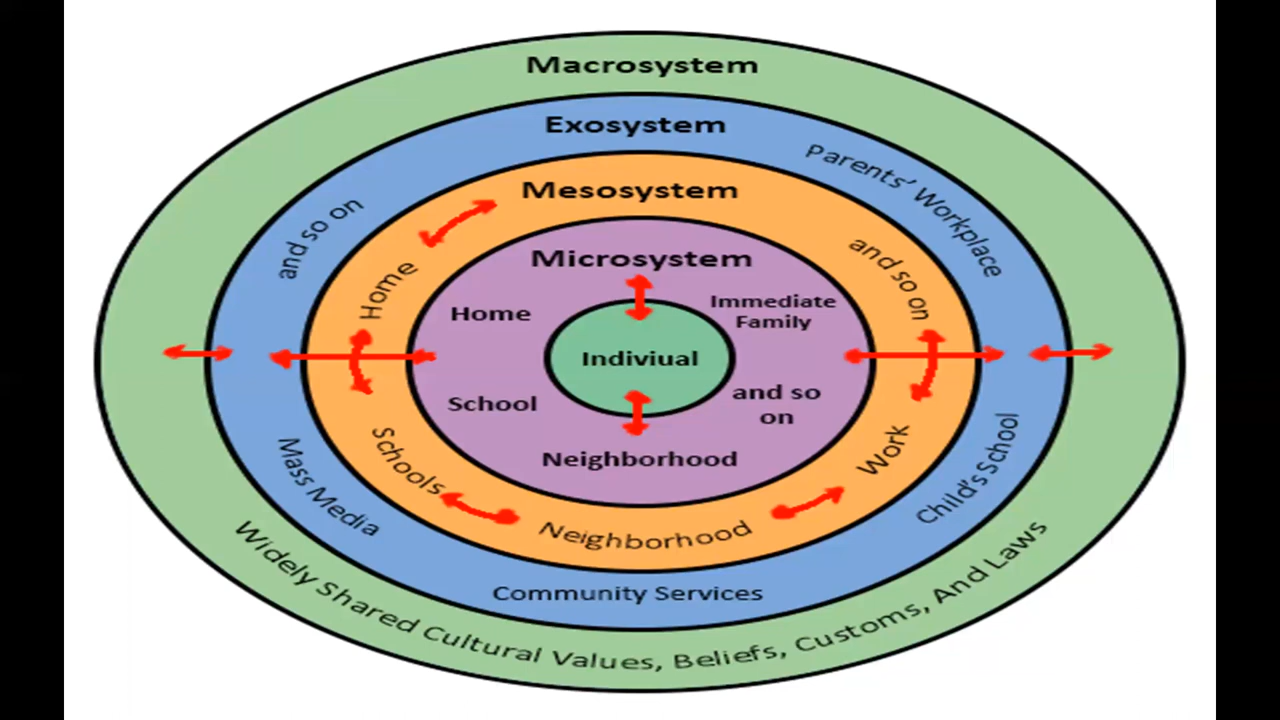 Macrosystem
Exosystem
Parents’ Workplace
and so on
Mesosystem
Home
and so on
Microsystem
Home
Immediate
Family
Indiviual
School
and so
on
Neighborhood
Schools
Work
Neighborhood
Mass Media
Child’s School
Community Services
Widely Shared Cultural Values, Beliefs, Customs, And Laws